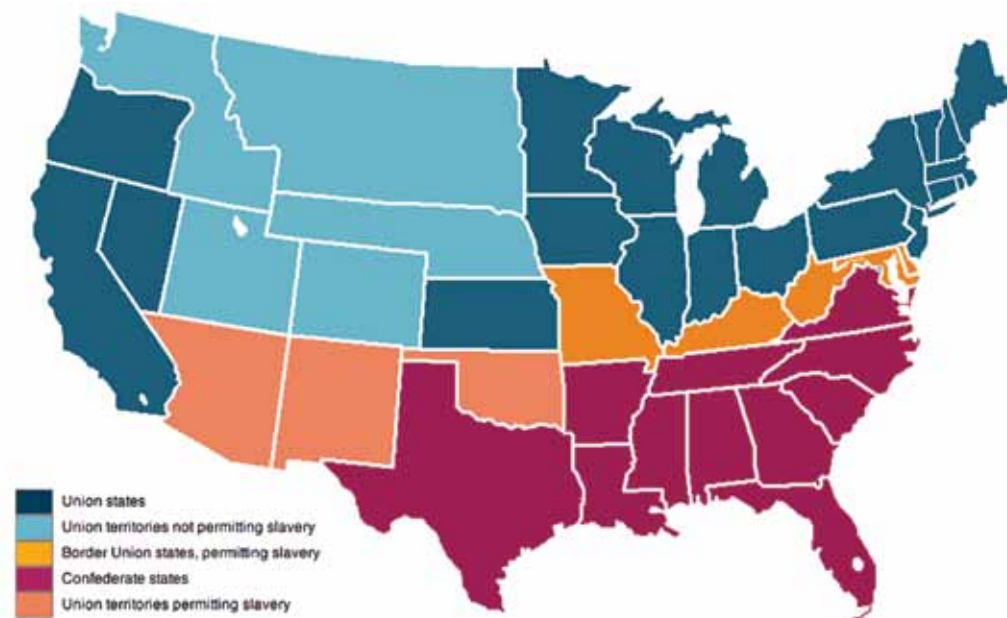 Union states
Union territories not permitting slavery
Border Union states, permitting slavery
Confederate states
Union territories permitting slavery